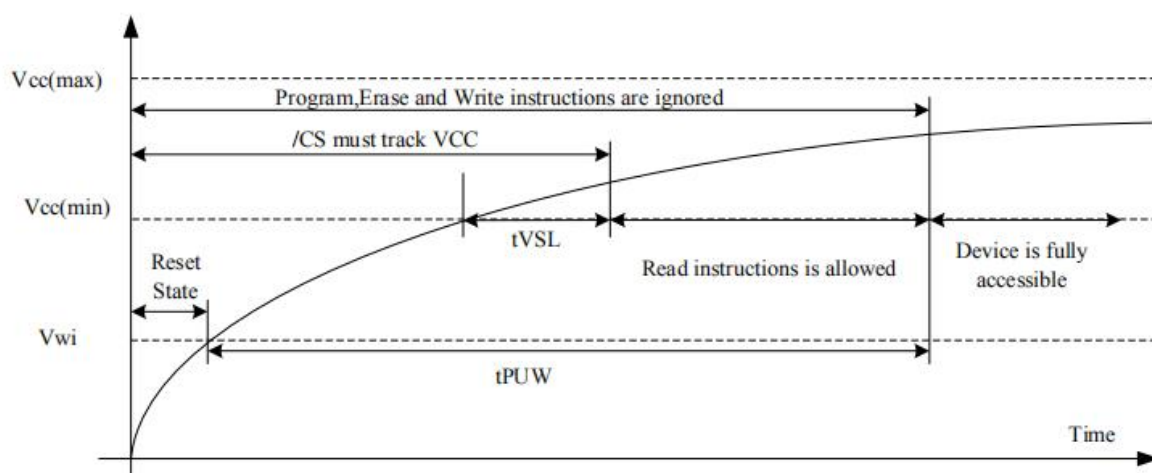 Vcc(max)
Program,Erase and Write instructions are ignored
/CS must track VCC
Vcc(min)
tVSL
Reset
State
Read instructions is allowed
Device is fully
accessible
Vwi
tPUW
Time